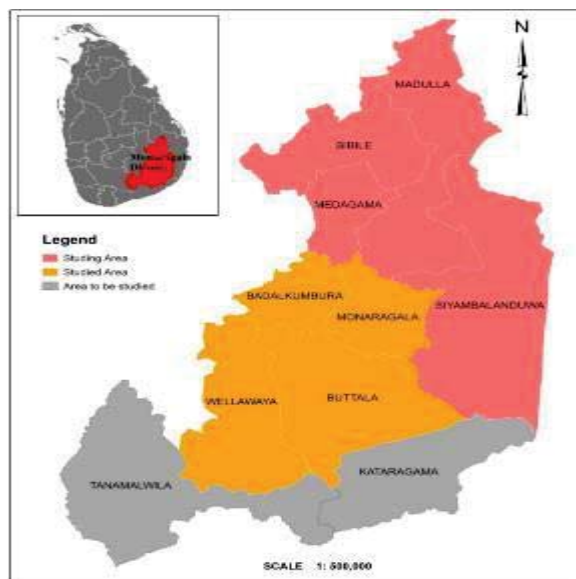 N
MADULLA
BIBILE
MEDAGAMA
Legend
Studing Area
Studied Area
Area to be studied
BADALKUMBURA
SIYAMBALANDUWA
MONARAGALA
WELLAWAYA
BUTTALA
KATARAGAMA
TANAMALWILA
SCALE 1: 500,000